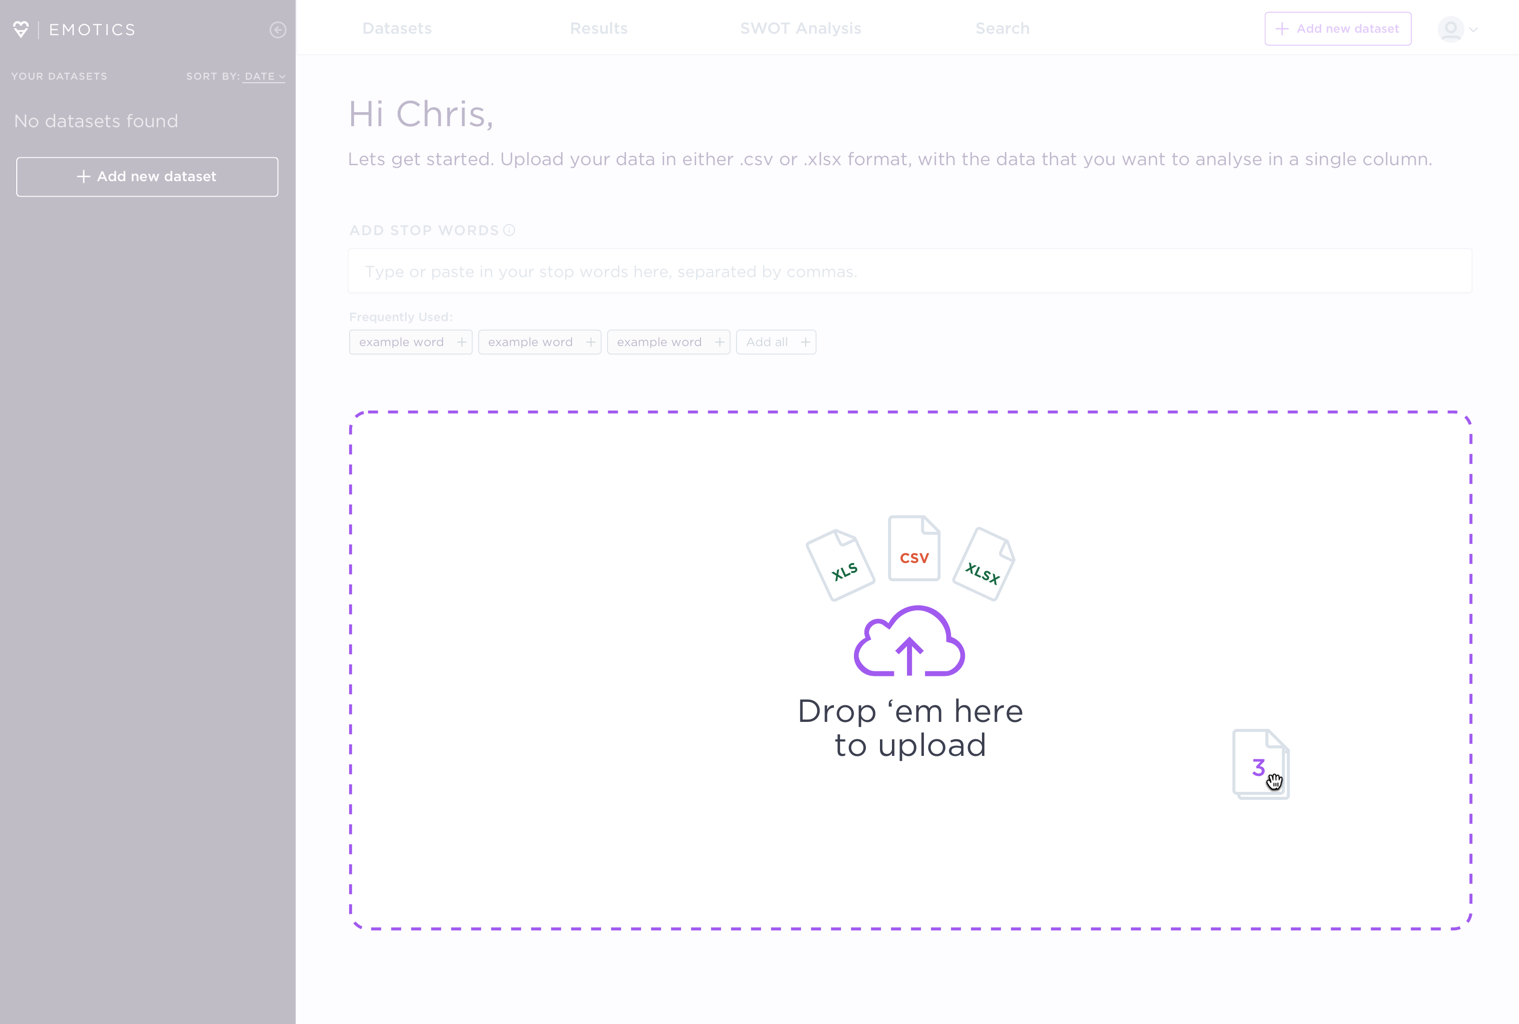 EMOTICS
Datasets
Results
SWOT Analysis
Search
Add new dataset
YOUR DATASETS
SORT BY: DATE
No datasets found
Add new dataset
Hi Chris,
Lets get started. Upload your data in either .csv or .xlsx format, with the data that you want to analyse in a single column.
ADD STOP WORDS
Type or paste in your stop words here, separated by commas.
Frequently Used:
example word
example word
example word
Add all
XLS
CSV
XLSX
Drop ‘em here
to upload
3